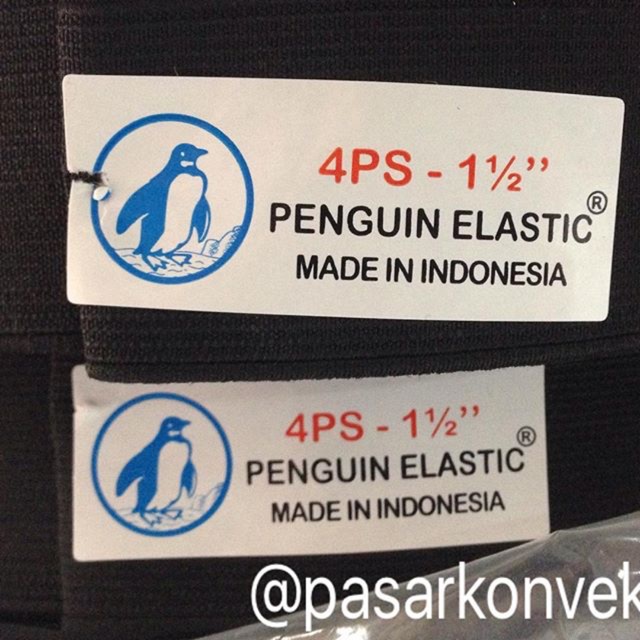 4PS - 1½’’
PENGUIN ELASTIC®
MADE IN INDONESIA
4PS - 1½’’
PENGUIN ELASTIC®
MADE IN INDONESIA
@pasarkonvek